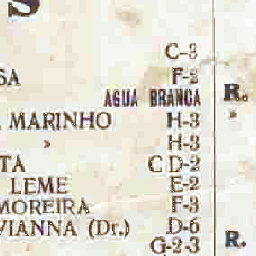 S
C-3
SA F-2
AGUA BRANCA R.
MARINHO H-3 »
» H-3
TA C D-2
LEME E-2
MOREIRA F-3
VIANNA (Dr.) D-6
G-2-3 R.